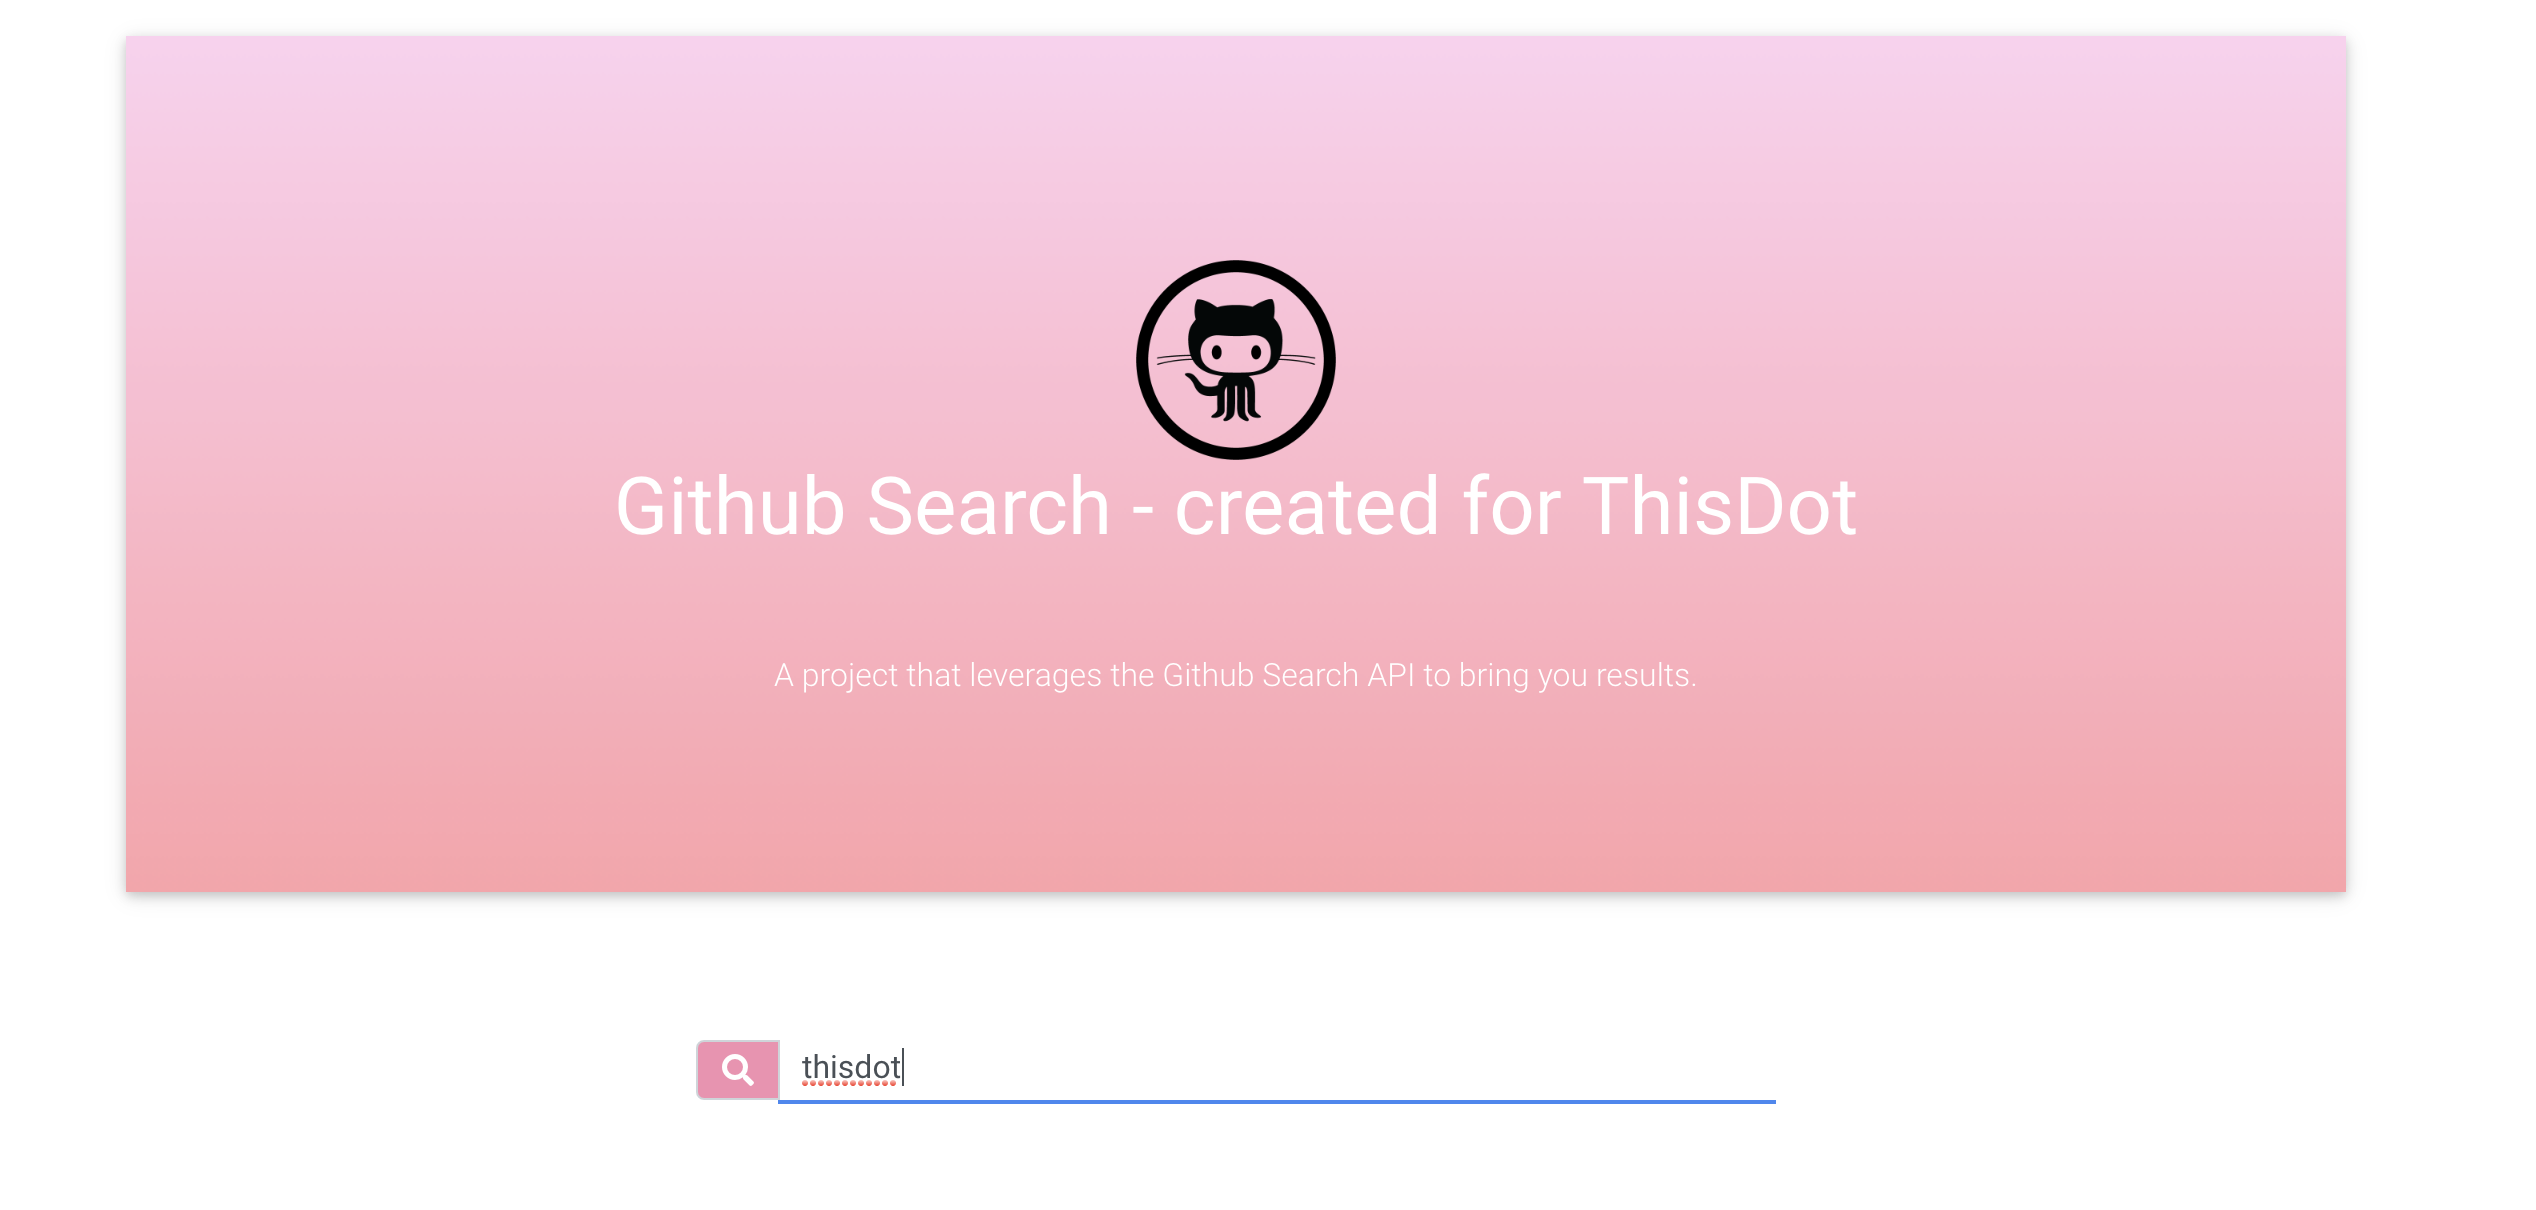 Github Search - created for ThisDot
A project that leverages the Github Search API to bring you results.
thisdot